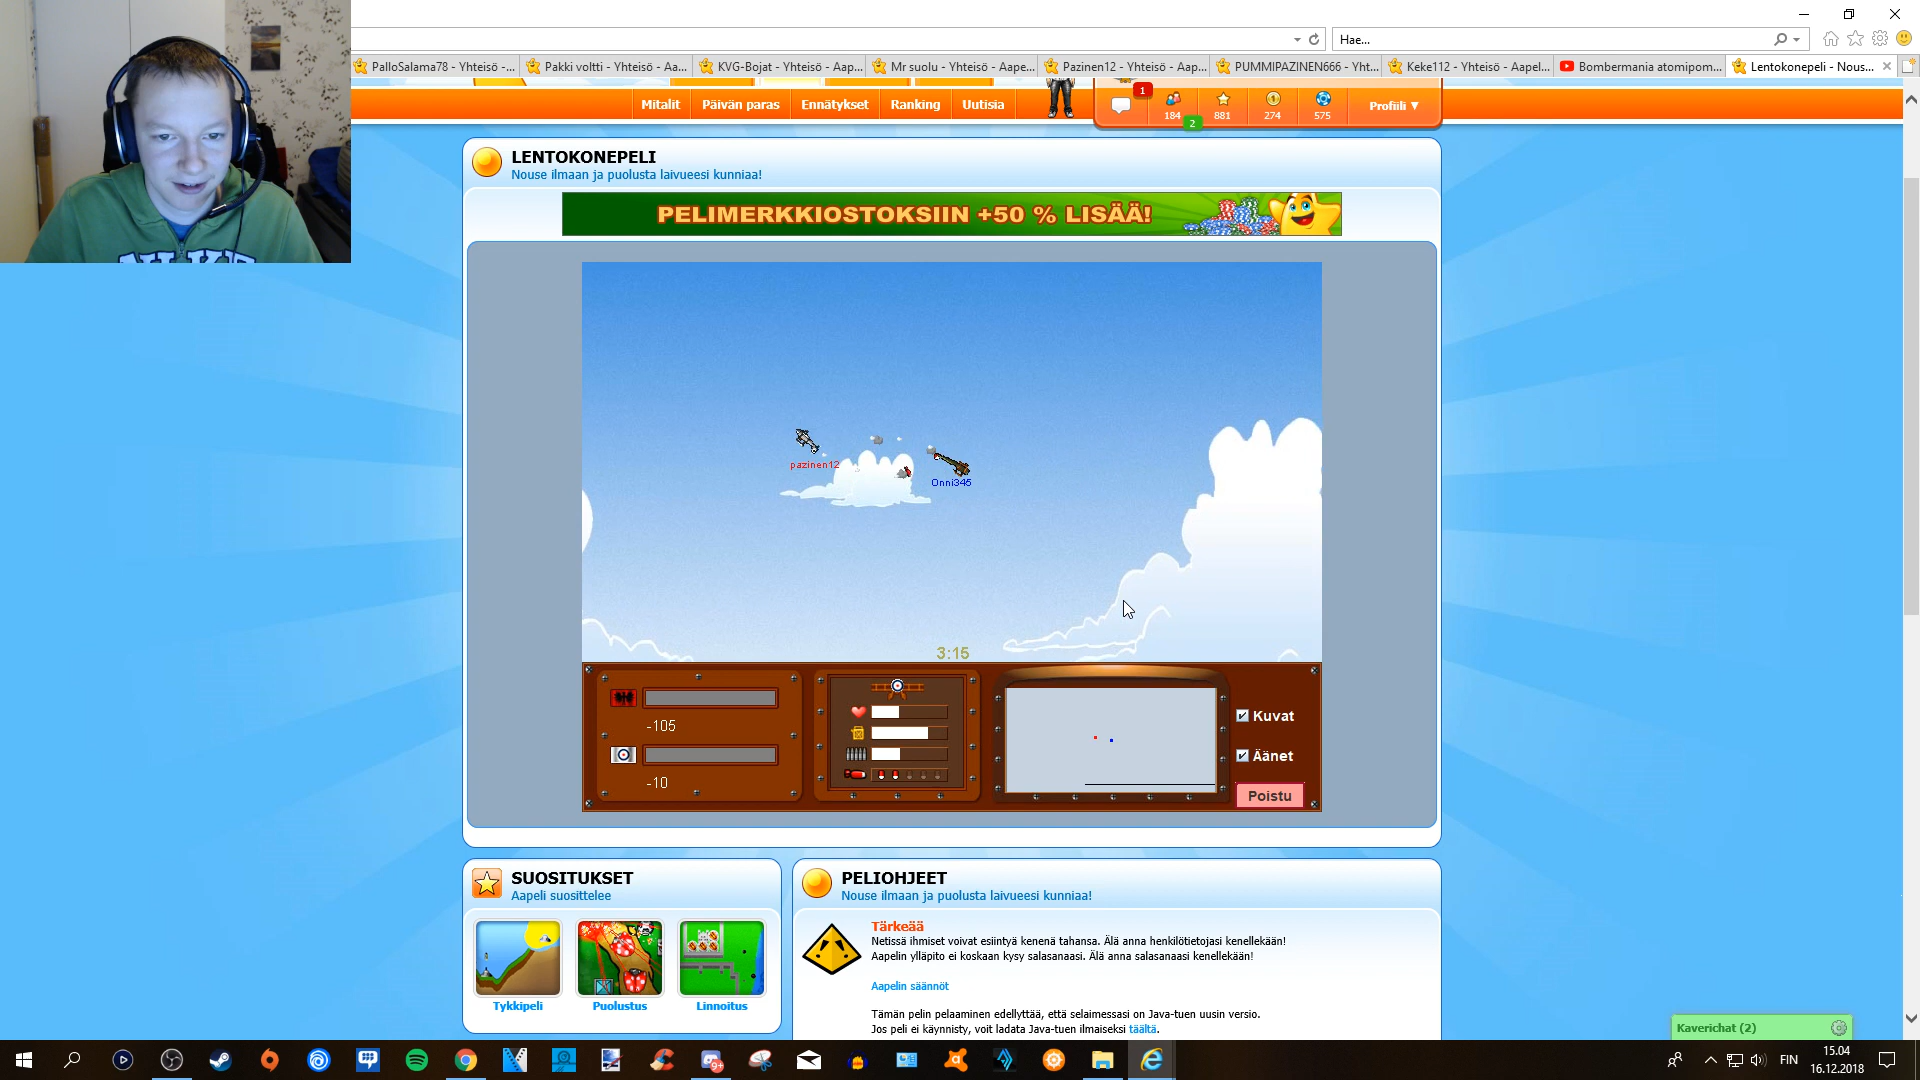 Hae...
PalloSalama78 - Yhteisö -...
Pakki voltti - Yhteisö - Aa...
KVG-Bojat - Yhteisö - Aap...
Mr suolu - Yhteisö - Aape...
Pazinen12 - Yhteisö - Aap...
PUMMIPAZINEN666 - Yht...
Keke112 - Yhteisö - Aapel...
Bombermania atomipom...
Lentokonepeli - Nous...
Mitalit
Päivän paras
Ennätykset
Ranking
Uutisia
1
184
2
881
274
575
Profiili ▼
LENTOKONEPELI
Nouse ilmaan ja puolusta laivueesi kunniaa!
PELIMERKKIOSTOKSIIN +50 % LISÄÄ!
pazinen12
Onni345
3:15
-105
-10
Kuvat
Äänet
Poistu
SUOSITUKSET
Aapeli suosittelee
Tykkipeli
Puolustus
Linnoitus
PELIOHJEET
Nouse ilmaan ja puolusta laivueesi kunniaa!
Tärkeää
Netissä ihmiset voivat esiintyä kenenä tahansa. Älä anna henkilötietojasi kenellekään!
Aapelin ylläpito ei koskaan kysy salasanaasi. Älä anna salasanaasi kenellekään!
Aapelin säännöt
Tämän pelin pelaaminen edellyttää, että selaimessasi on Java-tuen uusin versio.
Jos peli ei käynnisty, voit ladata Java-tuen ilmaiseksi täältä.
Kaverichat (2)
9+
FIN
15.04
16.12.2018